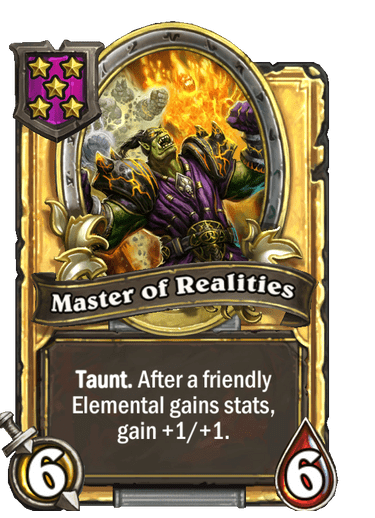 Master of Realities
Taunt. After a friendly
Elemental gains stats,
gain +1/+1.
6
6